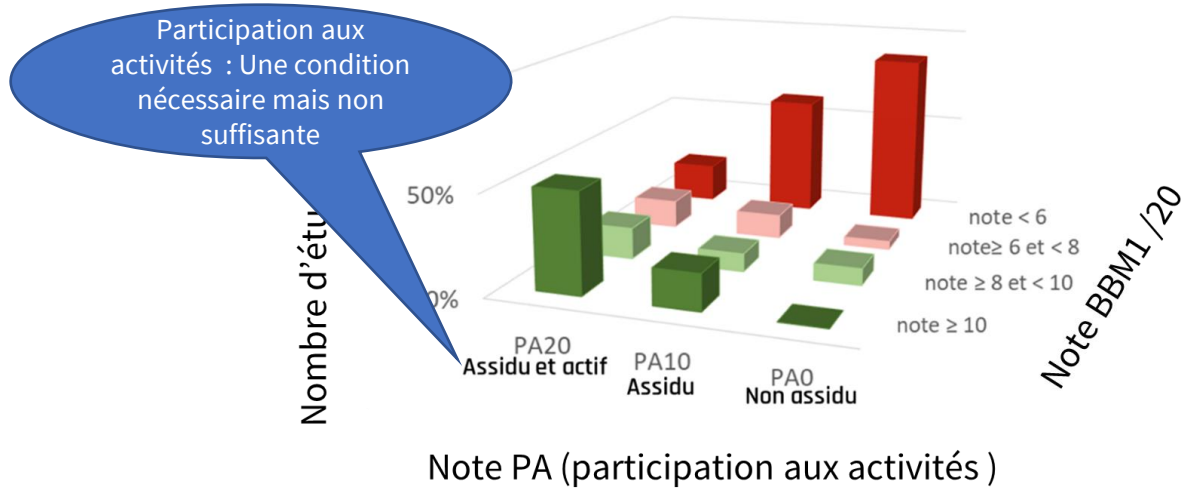 Participation aux
activités : Une condition
nécessaire mais non
suffisante
50%
0%
Nombre d'étu
PA20
Assidu et actif
PA10
Assidu
PA0
Non assidu
note < 6
note≥ 6 et < 8
note ≥ 8 et < 10
note ≥ 10
Note BBM1 /20
Note PA (participation aux activités )